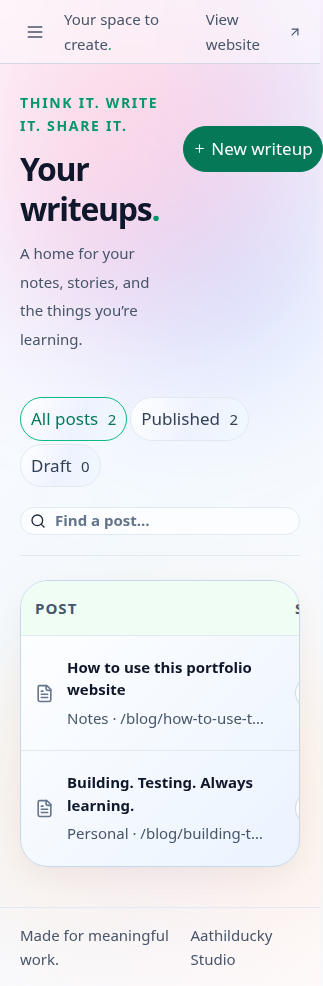 Your space to
create.
View
website
THINK IT. WRITE
IT. SHARE IT.
+ New writeup
Your
writeups.
A home for your
notes, stories, and
the things you’re
learning.
All posts 2
Published 2
Draft 0
Find a post...
POST
How to use this portfolio
website
Notes · /blog/how-to-use-t...
Building. Testing. Always
learning.
Personal · /blog/building-t...
Made for meaningful
work.
Aathilducky
Studio